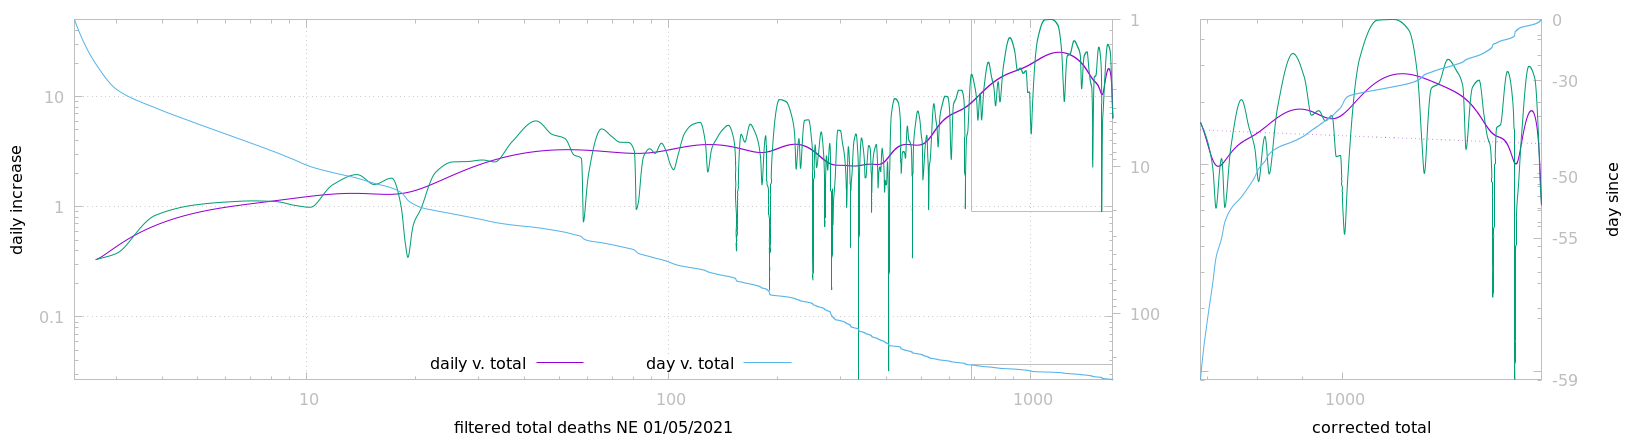 daily increase
10
1
0.1
daily v. total
day v. total
10
100
1000
filtered total deaths NE 01/05/2021
1
10
100
1000
corrected total
0
-30
-50
-55
-59
day since